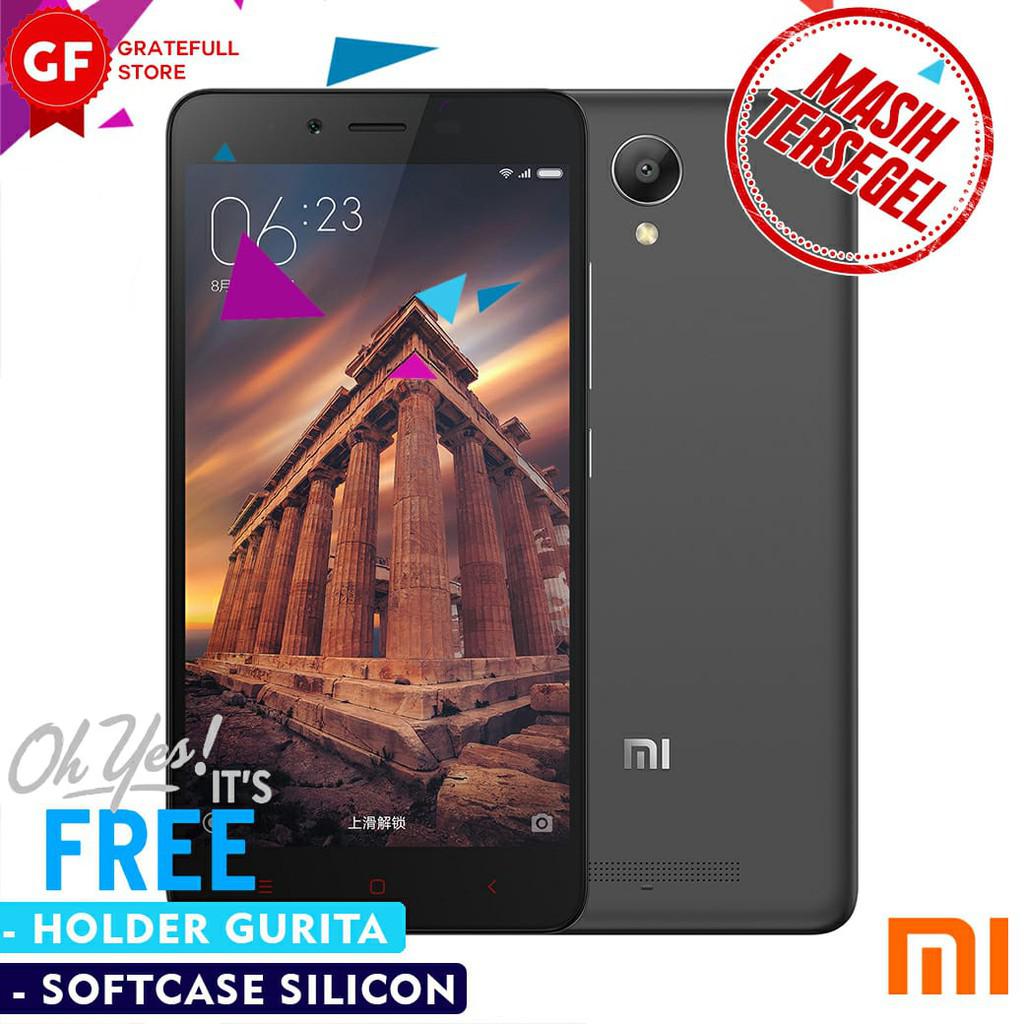 GF
GRATEFULL
STORE
MASIH
TERSEGEL
06:23
8月
mi
上滑解锁
Oh Yes!
IT'S
FREE
- HOLDER GURITA
- SOFTCASE SILICON
mi